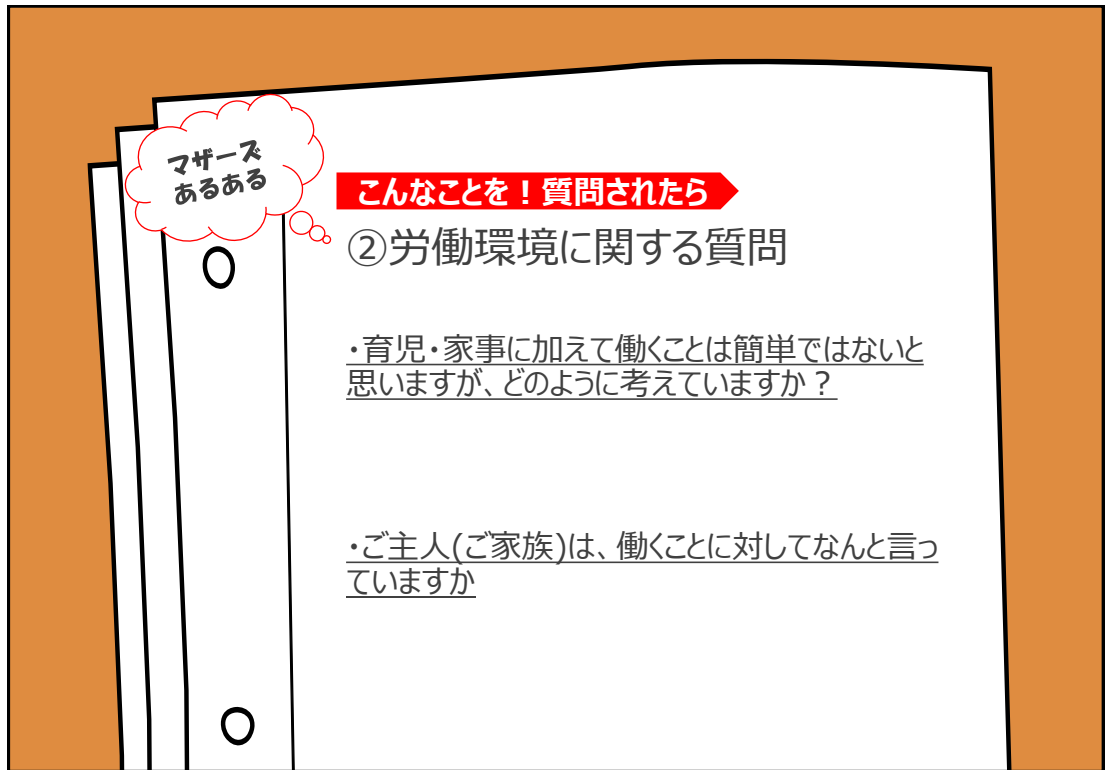 マザーズ
あるある
こんなことを！質問されたら
②労働環境に関する質問
・育児・家事に加えて働くことは簡単ではないと
思いますが、どのように考えていますか？
・ご主人(ご家族)は、働くことに対してなんと言っ
ていますか